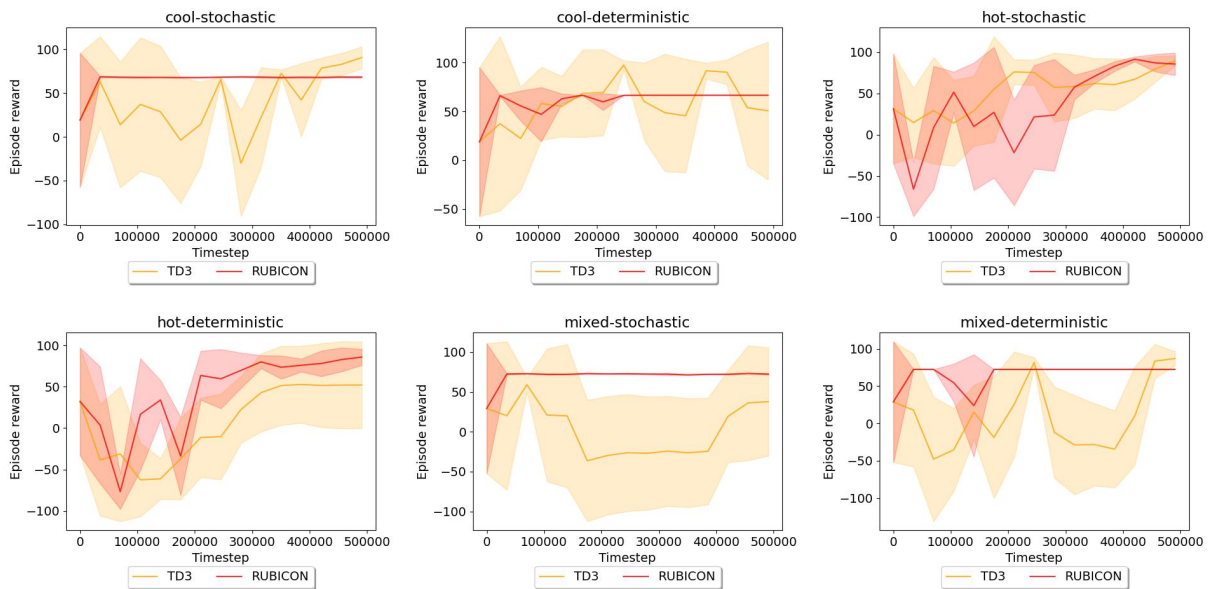 cool-stochastic
100
50
0
−50
−100
Episode reward
0 100000 200000 300000 400000 500000
Timestep
TD3 RUBICON
cool-deterministic
100
50
0
−50
Episode reward
0 100000 200000 300000 400000 500000
Timestep
TD3 RUBICON
hot-stochastic
100
50
0
−50
−100
Episode reward
0 100000 200000 300000 400000 500000
Timestep
TD3 RUBICON
hot-deterministic
100
50
0
−50
−100
Episode reward
0 100000 200000 300000 400000 500000
Timestep
TD3 RUBICON
mixed-stochastic
100
50
0
−50
−100
Episode reward
0 100000 200000 300000 400000 500000
Timestep
TD3 RUBICON
mixed-deterministic
100
50
0
−50
−100
Episode reward
0 100000 200000 300000 400000 500000
Timestep
TD3 RUBICON